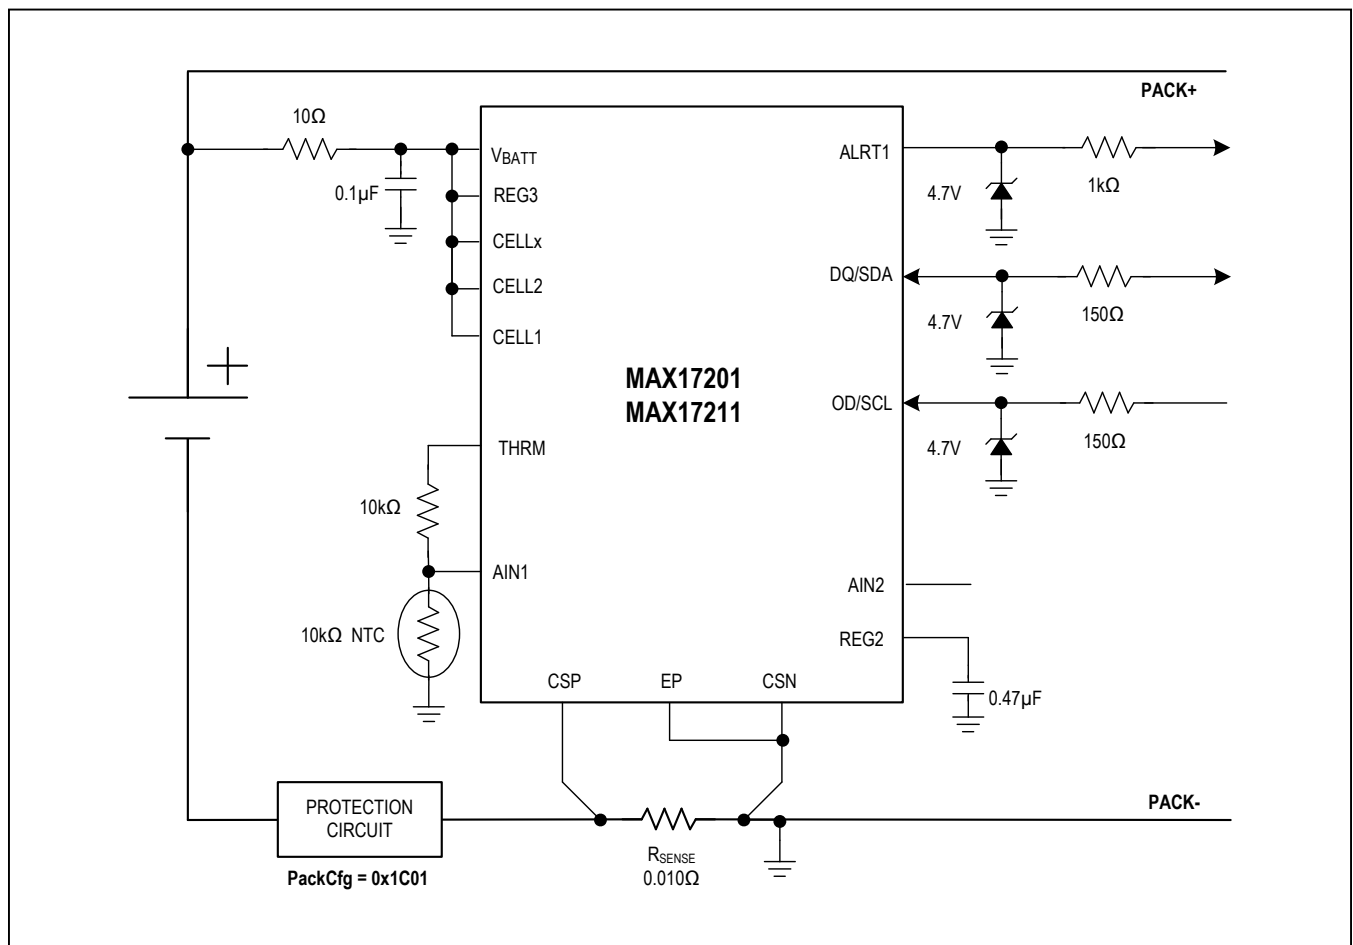 PACK+
10Ω
0.1µF
V_BATT
REG3
CELLx
CELL2
CELL1
THRM
10kΩ
AIN1
10kΩ NTC
MAX17201
MAX17211
ALRT1
4.7V
1kΩ
DQ/SDA
4.7V
150Ω
OD/SCL
4.7V
150Ω
AIN2
REG2
0.47µF
CSP
EP
CSN
PROTECTION
CIRCUIT
PackCfg = 0x1C01
R_SENSE
0.010Ω
PACK-